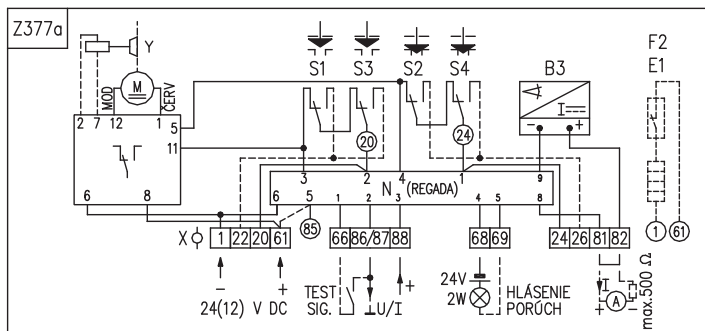 Z377a
Y
M
MOD
ČERV
2 7 12 1
5
11
6 8
S1 S3 S2 S4
20
24
B3
I
− +
F2
E1
3 2 4 1 9
N (REGADA)
6 5 1 2 3 4 5 8
85
X 1 22 20 61 66 86/87 88 68 69 24 26 81 82
1 61
− +
24(12) V DC
TEST
SIG.
U/I
+
24V
2W
HLÁSENIE
PORÚCH
I
+ A −
max.500 Ω